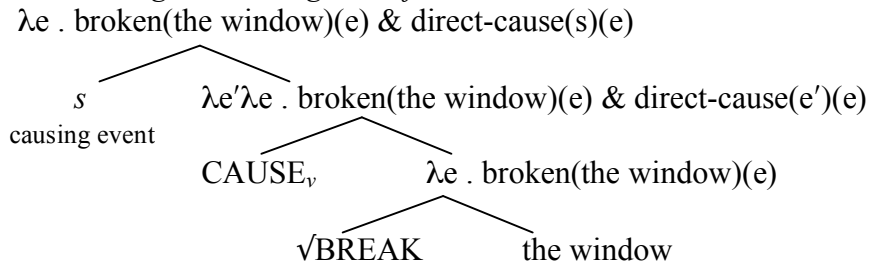 λe . broken(the window)(e) & direct-cause(s)(e)
s λe′λe . broken(the window)(e) & direct-cause(e′)(e)
causing event
CAUSEv λe . broken(the window)(e)
√BREAK the window